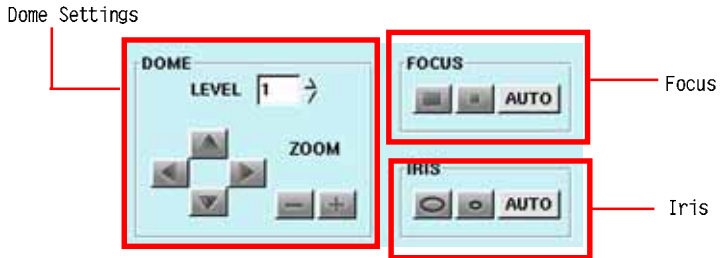 Dome Settings
DOME
LEVEL 1
ZOOM
FOCUS
AUTO
Focus
IRIS
AUTO
Iris